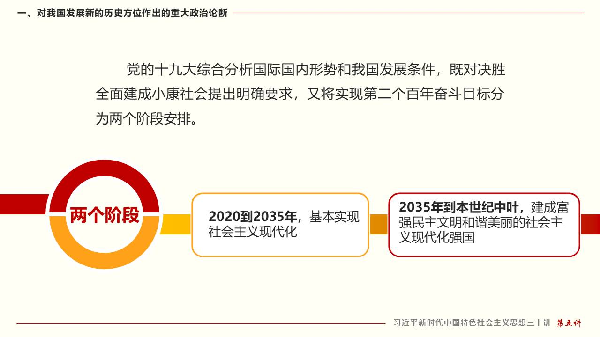 一、对我国发展新的历史方位作出的重大政治论断
党的十九大综合分析国际国内形势和我国发展条件，既对决胜
全面建成小康社会提出明确要求，又将实现第二个百年奋斗目标分
为两个阶段安排。
两个阶段
2020到2035年，基本实现
社会主义现代化
2035年到本世纪中叶，建成富
强民主文明和谐美丽的社会主
义现代化强国
习近平新时代中国特色社会主义思想三十讲 第五讲